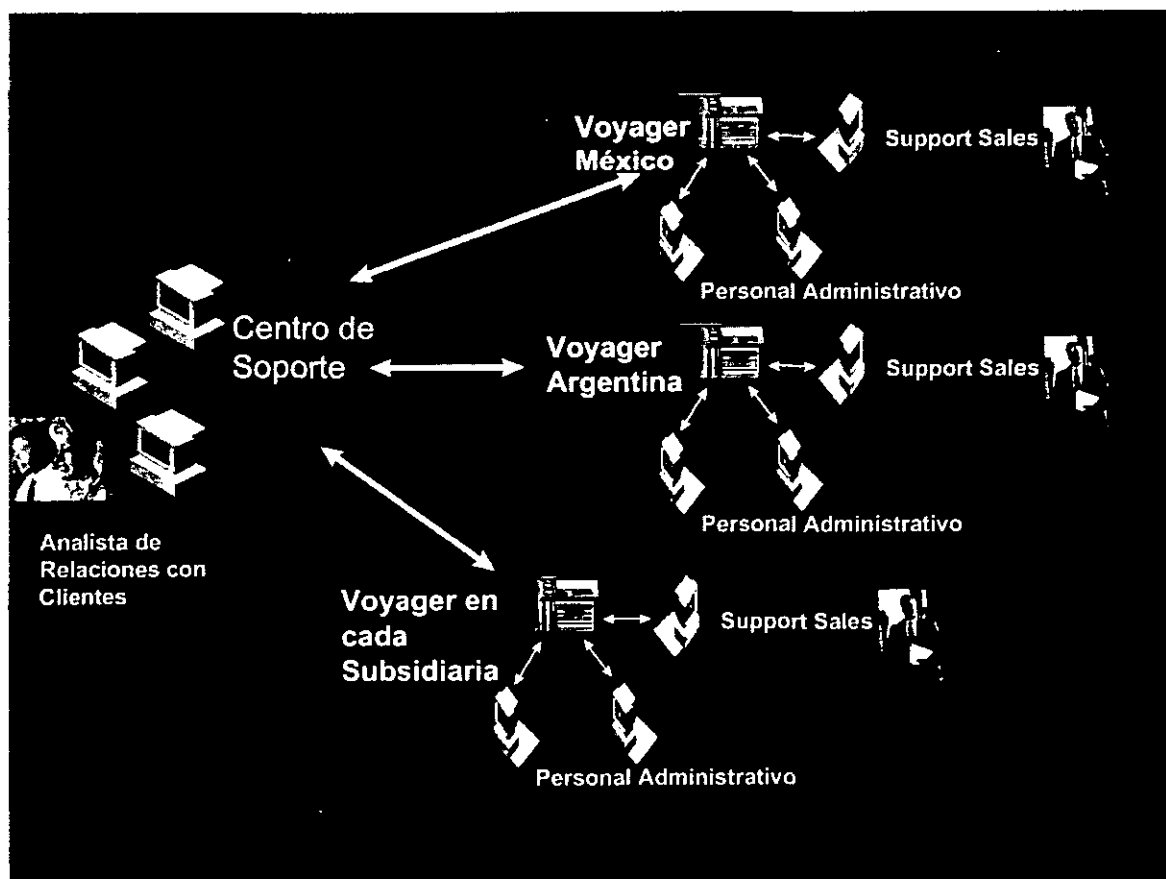 Voyager
México
Support Sales
Personal Administrativo
Centro de
Soporte
Voyager
Argentina
Support Sales
Personal Administrativo
Analista de
Relaciones con
Clientes
Voyager en
cada
Subsidiaria
Support Sales
Personal Administrativo